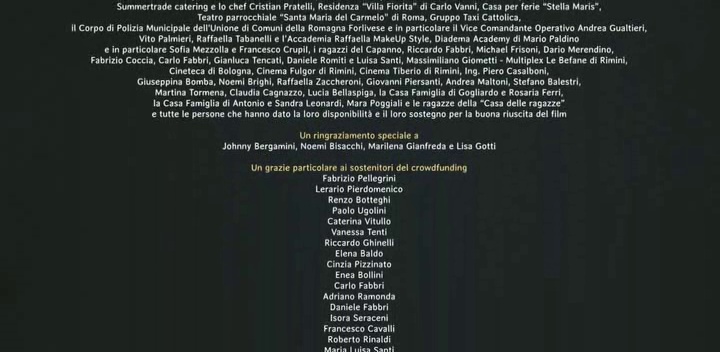 Summertrade catering e lo chef Cristian Pratelli, Residenza "Villa Fiorita" di Carlo Vanni, Casa per ferie "Stella Maris",
Teatro parrocchiale "Santa Maria del Carmelo" di Roma, Gruppo Taxi Cattolica,
il Corpo di Polizia Municipale dell'Unione di Comuni della Romagna Forlivese e in particolare il Vice Comandante Operativo Andrea Gualtieri,
Vito Palmieri, Raffaella Tabanelli e l'Accademia Raffaella MakeUp Style, Diadema Academy di Mario Paldino
e in particolare Sofia Mezzolla e Francesco Crupil, i ragazzi del Capanno, Riccardo Fabbri, Michael Frisoni, Dario Merendino,
Fabrizio Coccia, Carlo Fabbri, Gianluca Tencati, Daniele Romiti e Luisa Santi, Massimiliano Giometti - Multiplex Le Befane di Rimini,
Cineteca di Bologna, Cinema Fulgor di Rimini, Cinema Tiberio di Rimini, Ing. Piero Casalboni,
Giuseppina Bomba, Noemi Brighi, Raffaella Zaccheroni, Giovanni Piersanti, Andrea Maltoni, Stefano Balestri,
Martina Tormena, Claudia Cagnazzo, Lucia Bellaspiga, la Casa Famiglia di Gogliardo e Rosaria Ferri,
la Casa Famiglia di Antonio e Sandra Leonardi, Mara Poggiali e le ragazze della "Casa delle ragazze"
e tutte le persone che hanno dato la loro disponibilità e il loro sostegno per la buona riuscita del film
Un ringraziamento speciale a
Johnny Bergamini, Noemi Bisacchi, Marilena Gianfreda e Lisa Gotti
Un grazie particolare ai sostenitori del crowdfunding
Fabrizio Pellegrini
Lerario Pierdomenico
Renzo Botteghi
Paolo Ugolini
Caterina Vitullo
Vanessa Tenti
Riccardo Ghinelli
Elena Baldo
Cinzia Pizzinato
Enea Bollini
Carlo Fabbri
Adriano Ramonda
Daniele Fabbri
Isora Seraceni
Francesco Cavalli
Roberto Rinaldi
Maria Luisa Santi